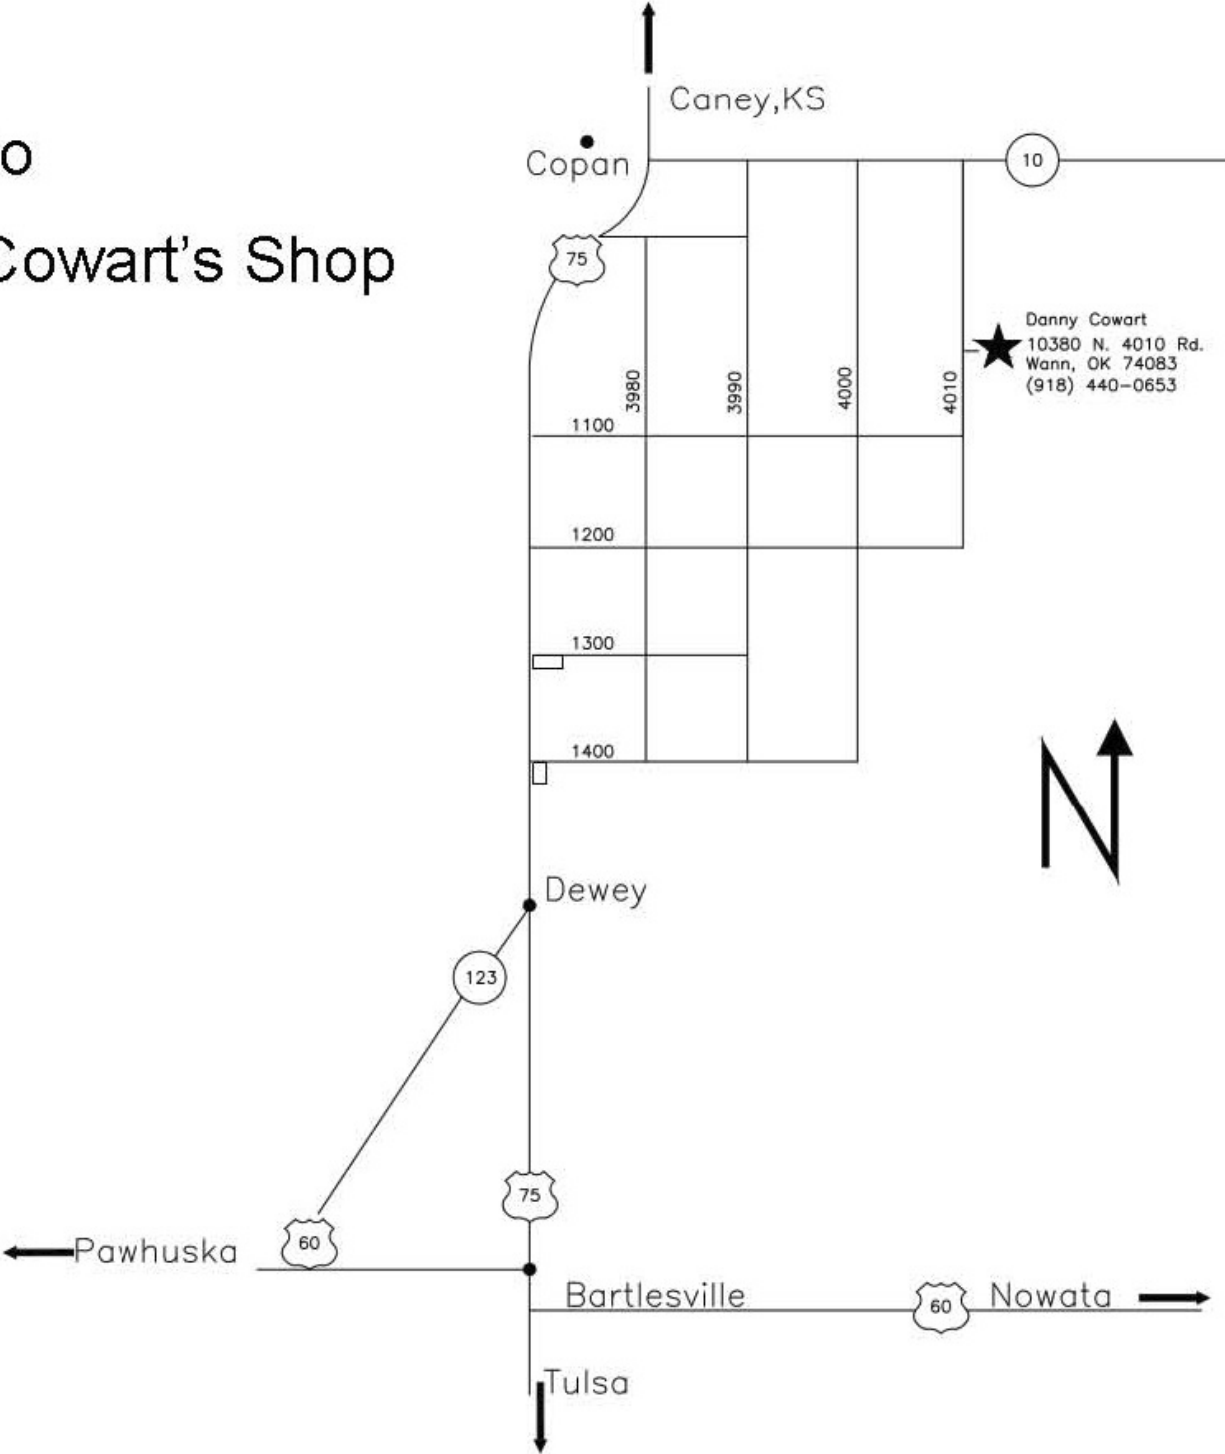 o
Cowart's Shop
Caney,KS
Copan
10
75
Danny Cowart
10380 N. 4010 Rd.
Wann, OK 74083
(918) 440-0653
3980
3990
4000
4010
1100
1200
1300
1400
N
Dewey
123
75
60
Pawhuska
Bartlesville
60
Nowata
Tulsa